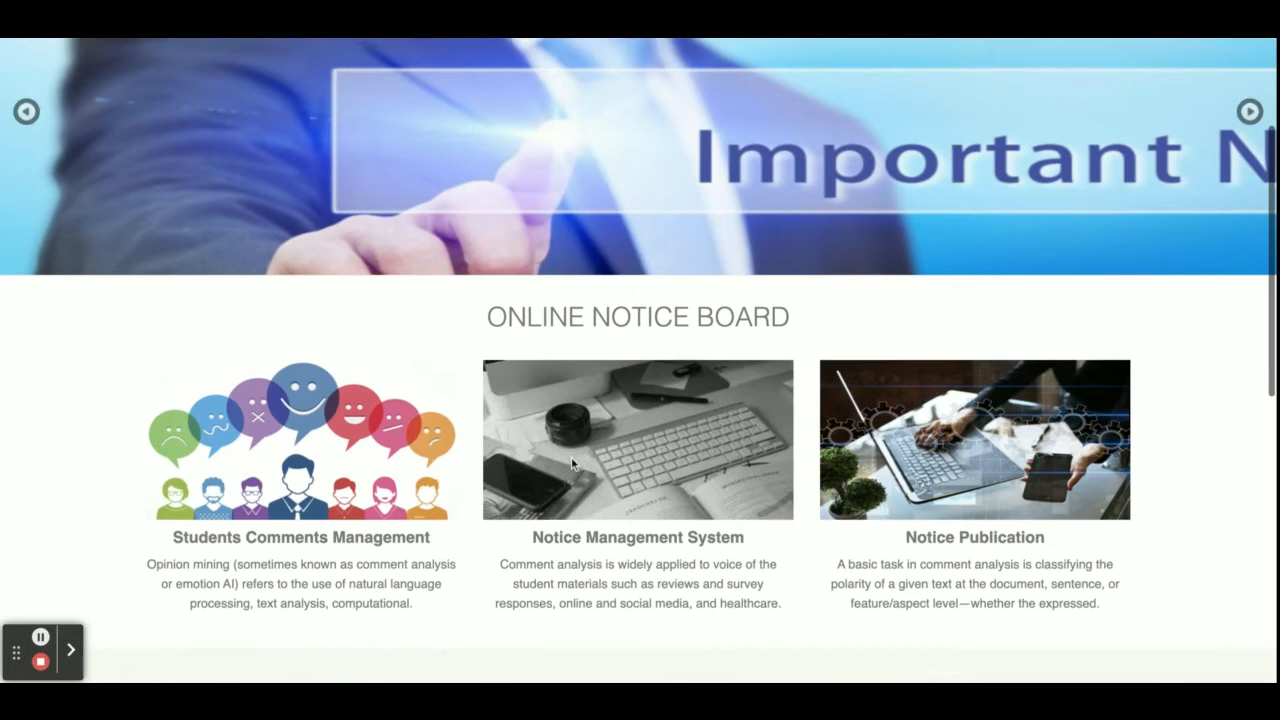 Important N
ONLINE NOTICE BOARD
Students Comments Management
Opinion mining (sometimes known as comment analysis
or emotion AI) refers to the use of natural language
processing, text analysis, computational.
Notice Management System
Comment analysis is widely applied to voice of the
student materials such as reviews and survey
responses, online and social media, and healthcare.
Notice Publication
A basic task in comment analysis is classifying the
polarity of a given text at the document, sentence, or
feature/aspect level—whether the expressed.